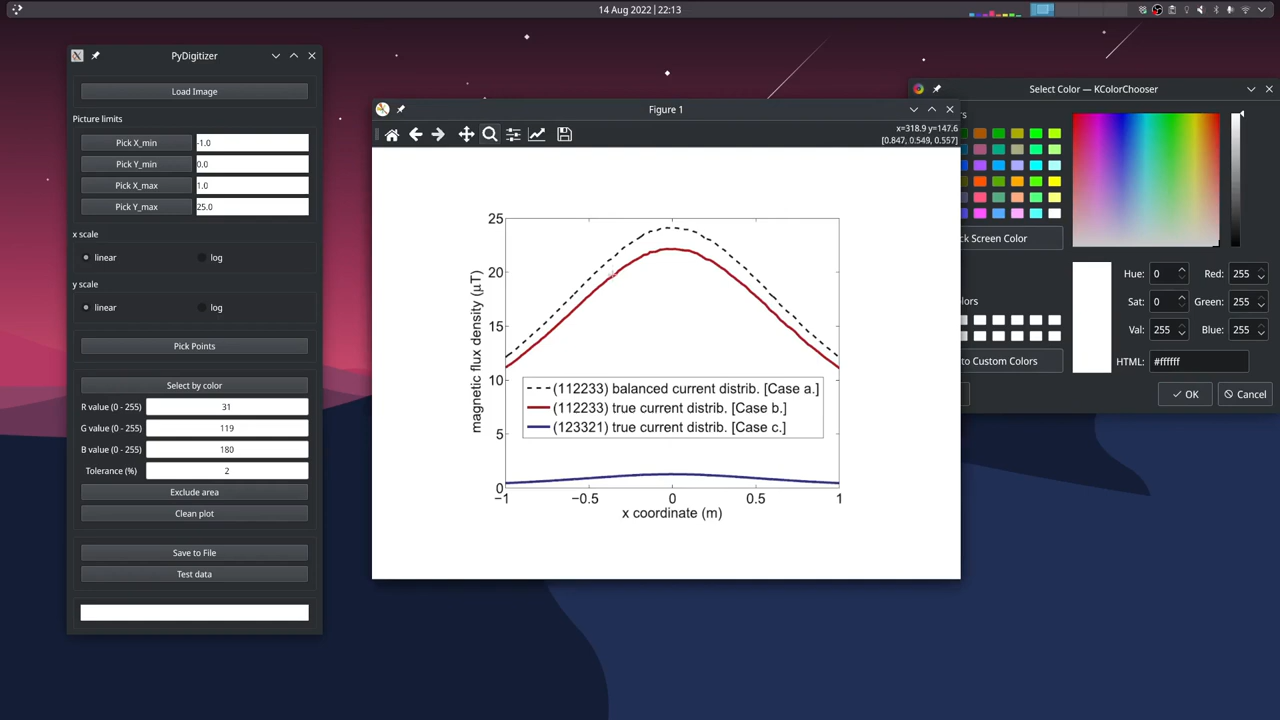 14 Aug 2022 | 22:13
PyDigitizer
Load Image
Picture limits
Pick X_min
-1.0
Pick Y_min
0.0
Pick X_max
1.0
Pick Y_max
25.0
x scale
linear
log
y scale
linear
log
Pick Points
Select by color
R value (0 - 255)
31
G value (0 - 255)
119
B value (0 - 255)
180
Tolerance (%)
2
Exclude area
Clean plot
Save to File
Test data
Figure 1
x=318.9 y=147.6
[0.847, 0.549, 0.557]
25
20
15
10
5
0
magnetic flux density (μT)
(112233) balanced current distrib. [Case a.]
(112233) true current distrib. [Case b.]
(123321) true current distrib. [Case c.]
−1
−0.5
0
0.5
1
x coordinate (m)
Select Color — KColorChooser
ors
ck Screen Color
Hue:
0
Red:
255
olors
Sat:
0
Green:
255
Val:
255
Blue:
255
to Custom Colors
HTML:
#ffffff
OK
Cancel